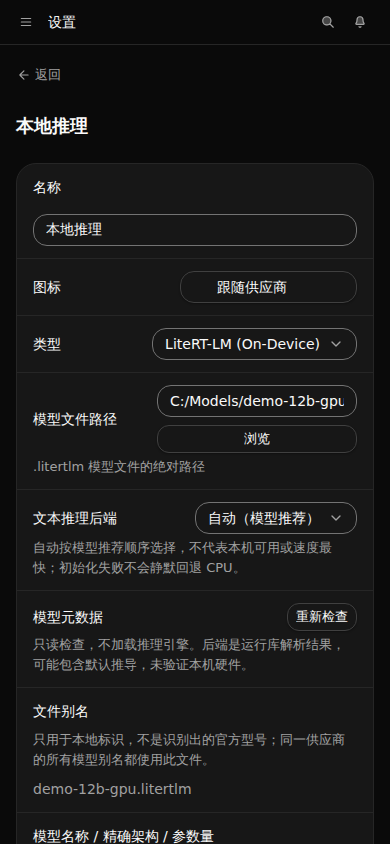 设置
返回
本地推理
名称
本地推理
图标
跟随供应商
类型
LiteRT-LM (On-Device)
模型文件路径
C:/Models/demo-12b-gpu
浏览
.litertlm 模型文件的绝对路径
文本推理后端
自动（模型推荐）
自动按模型推荐顺序选择，不代表本机可用或速度最
快；初始化失败不会静默回退 CPU。
模型元数据
重新检查
只读检查，不加载推理引擎。后端是运行库解析结果，
可能包含默认推导，未验证本机硬件。
文件别名
只用于本地标识，不是识别出的官方型号；同一供应商
的所有模型别名都使用此文件。
demo-12b-gpu.litertlm
模型名称 / 精确架构 / 参数量